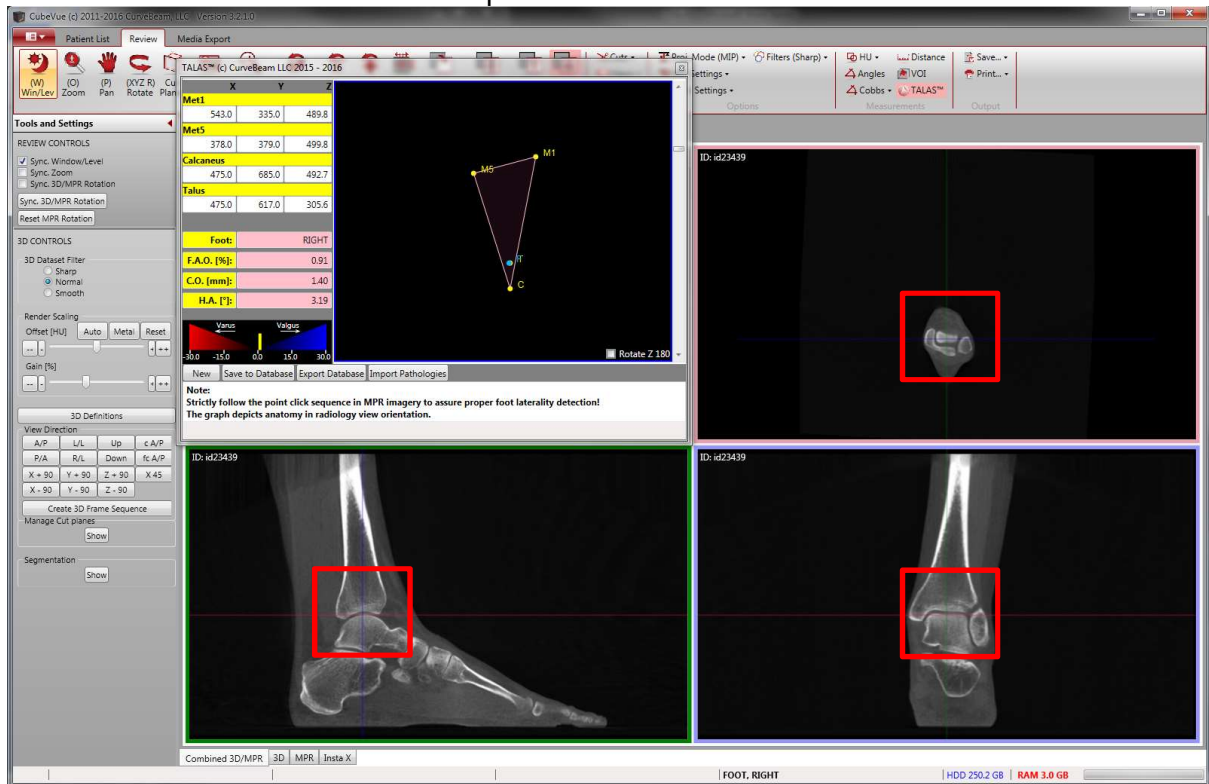 CubeVue (c) 2011-2016 CurveBeam, LLC - Version 3.2.1.0
Patient List Review Media Export
(W) Win/Lev
(O) Zoom
(P) Pan
(XYZ R) Rotate
Cuts
Mode (MIP)
Filters (Sharp)
Settings
Settings
Options
HU
Distance
Angles
VOI
Cobbs
TALAS™
Measurements
Save...
Print...
Output
Tools and Settings
REVIEW CONTROLS
Sync. Window/Level
Sync. Zoom
Sync. 3D/MPR Rotation
Sync. 3D/MPR Rotation
Reset MPR Rotation
3D CONTROLS
3D Dataset Filter
Sharp
Normal
Smooth
Render Scaling
Offset [HU] Auto Metal Reset
-- - + ++
Gain [%]
-- - + ++
3D Definitions
View Direction
A/P L/L Up c A/P
P/A R/L Down fc A/P
X + 90 Y + 90 Z + 90 X 45
X - 90 Y - 90 Z - 90
Create 3D Frame Sequence
Manage Cut planes
Show
Segmentation
Show
TALAS™ (c) CurveBeam LLC 2015 - 2016
X Y Z
Met1
543.0 335.0 489.8
Met5
378.0 379.0 499.8
Calcaneus
475.0 685.0 492.7
Talus
475.0 617.0 305.6
Foot: RIGHT
F.A.O. [%]: 0.91
C.O. [mm]: 1.40
H.A. [°]: 3.19
Varus Valgus
-30.0 -15.0 0.0 15.0 30.0
M1
M5
C
Rotate Z 180
New Save to Database Export Database Import Pathologies
Note:
Strictly follow the point click sequence in MPR imagery to assure proper foot laterality detection!
The graph depicts anatomy in radiology view orientation.
ID: id23439
ID: id23439
ID: id23439
Combined 3D/MPR 3D MPR Insta X
FOOT, RIGHT
HDD 250.2 GB RAM 3.0 GB